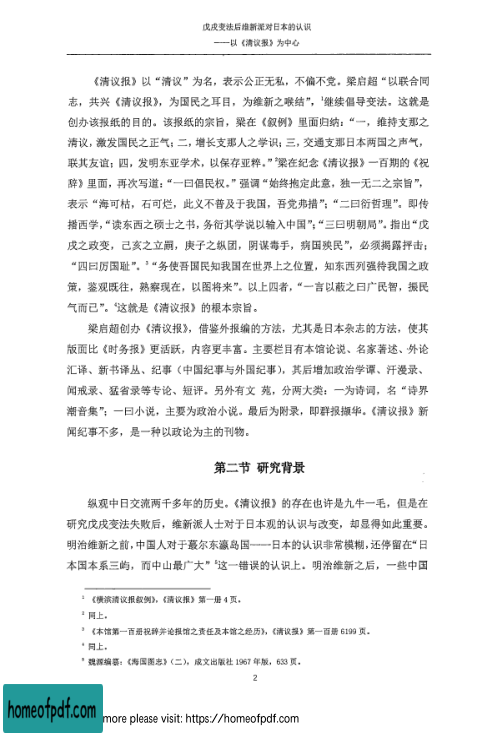 戊戌变法后维新派对日本的认识
——以《清议报》为中心
《清议报》以“清议”为名，表示公正无私，不偏不党。梁启超“以联合同
志，共兴《清议报》，为国民之耳目，为维新之喉结”，¹继续倡导变法。这就是
创办该报纸的目的。该报纸的宗旨，梁在《叙例》里面归纳：“一，维持支那之
清议，激发国民之正气；二，增长支那人之学识；三，交通支那日本两国之声气，
联其友谊；四，发明东亚学术，以保存亚粹。”²梁在纪念《清议报》一百期的《祝
辞》里面，再次写道：“一曰倡民权。”强调“始终抱定此意，独一无二之宗旨”，
表示“海可枯，石可烂，此义不普及于我国，吾党弗措”；“二曰衍哲理”。即传
播西学，“读东西之硕士之书，务衍其学说以输入中国”；“三曰明朝局”。指出“戊
戌之政变，己亥之立嗣，庚子之纵团，阴谋毒手，病国殃民”，必须揭露抨击；
“四曰厉国耻”。³“务使吾国民知我国在世界上之位置，知东西列强待我国之政
策，鉴观既往，熟察现在，以图将来”。以上四者，“一言以蔽之曰广民智，振民
气而已”。⁴这就是《清议报》的根本宗旨。
梁启超创办《清议报》，借鉴外报编的方法，尤其是日本杂志的方法，使其
版面比《时务报》更活跃，内容更丰富。主要栏目有本馆论说、名家著述、外论
汇译、新书译丛、纪事（中国纪事与外国纪事），其后增加政治学谭、汗漫录、
闻戒录、猛省录等专论、短评。另外有文 苑，分两大类：一为诗词，名“诗界
潮音集”；一曰小说，主要为政治小说。最后为附录，即群报撷华。《清议报》新
闻纪事不多，是一种以政论为主的刊物。
第二节 研究背景
纵观中日交流两千多年的历史。《清议报》的存在也许是九牛一毛，但是在
研究戊戌变法失败后，维新派人士对于日本观的认识与改变，却显得如此重要。
明治维新之前，中国人对于蕞尔东瀛岛国——日本的认识非常模糊，还停留在“日
本国本系三屿，而中山最广大”⁵这一错误的认识上。明治维新之后，一些中国
¹ 《横滨清议报叙例》，《清议报》第一册 4 页。
² 同上。
³ 《本馆第一百册祝辞并论报馆之责任及本馆之经历》，《清议报》第一百册 6199 页。
⁴ 同上。
⁵ 魏源编纂：《海国图志》（二），成文出版社 1967 年版，633 页。
2
homeofpdf.com
more please visit: https://homeofpdf.com